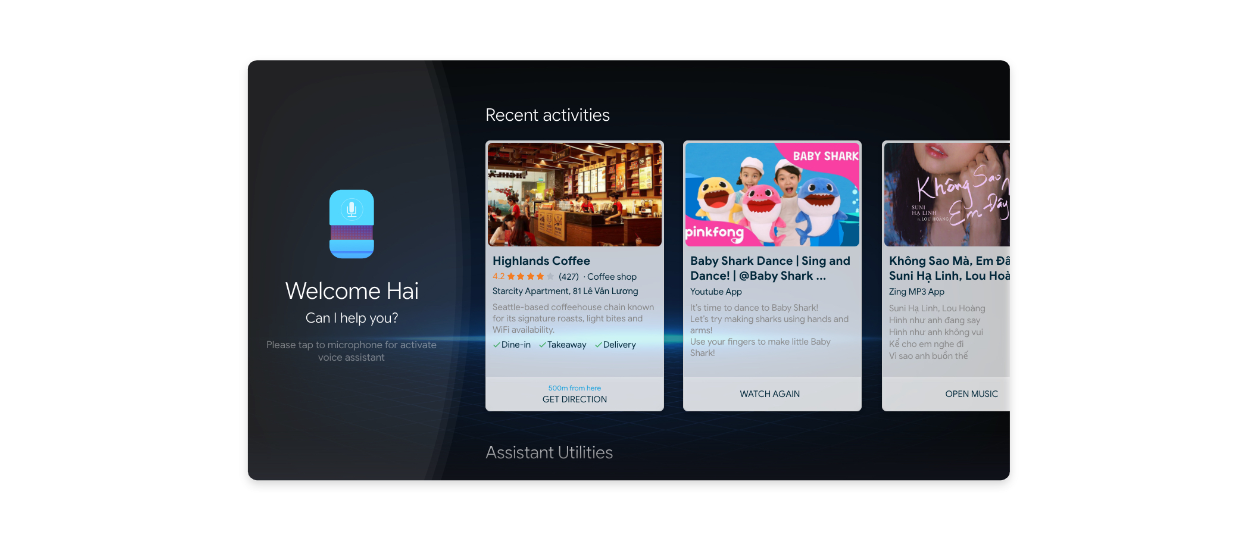 Recent activities
Welcome Hai
Can I help you?
Please tap to microphone for activate
voice assistant
Highlands Coffee
4.2 (427) · Coffee shop
Starcity Apartment, 81 Lê Văn Lương
Seattle-based coffeehouse chain known
for its signature roasts, light bites and
WiFi availability.
Dine-in Takeaway Delivery
500m from here
GET DIRECTION
BABY SHARK
pinkfong
Baby Shark Dance | Sing and
Dance! | @Baby Shark ...
Youtube App
It's time to dance to Baby Shark!
Let's try making sharks using hands and
arms!
Use your fingers to make little Baby
Shark!
WATCH AGAIN
Không Sao
Em Đây
SUNI
HẠ LINH
LOU HOÀNG
Không Sao Mà, Em Đâ
Suni Hạ Linh, Lou Hoà
Zing MP3 App
Suni Hạ Linh, Lou Hoàng
Hình như anh đang say
Hình như anh không vui
Kể cho em nghe đi
Vì sao anh buồn thế
OPEN MUSIC
Assistant Utilities